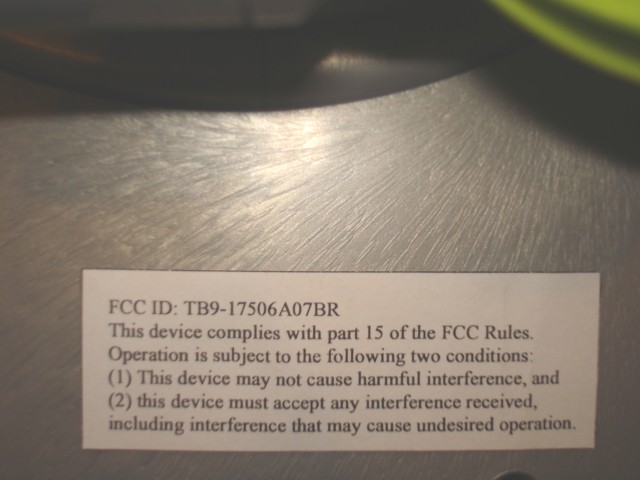 FCC ID: TB9-17506A07BR
This device complies with part 15 of the FCC Rules.
Operation is subject to the following two conditions:
(1) This device may not cause harmful interference, and
(2) this device must accept any interference received,
including interference that may cause undesired operation.